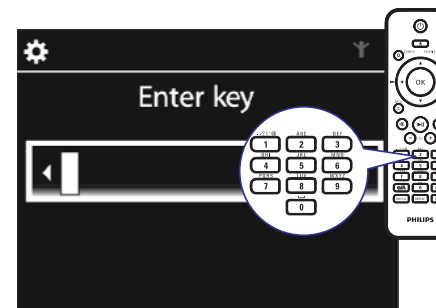 Enter key
.,?!'@ ABC DEF
1 2 3
GHI JKL MNO
4 5 6
PQRS TUV WXYZ
7 8 9
0
OK
PHILIPS